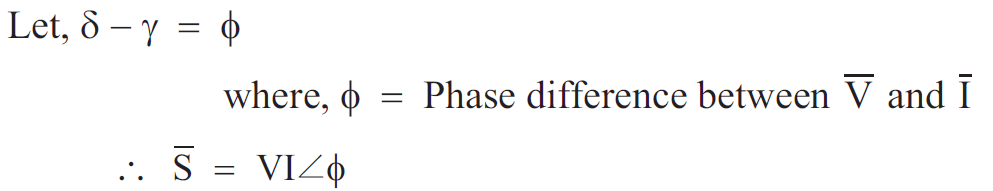 Let, δ – γ = ϕ
where, ϕ = Phase difference between V̅ and I̅
∴ S̅ = VI∠ϕ